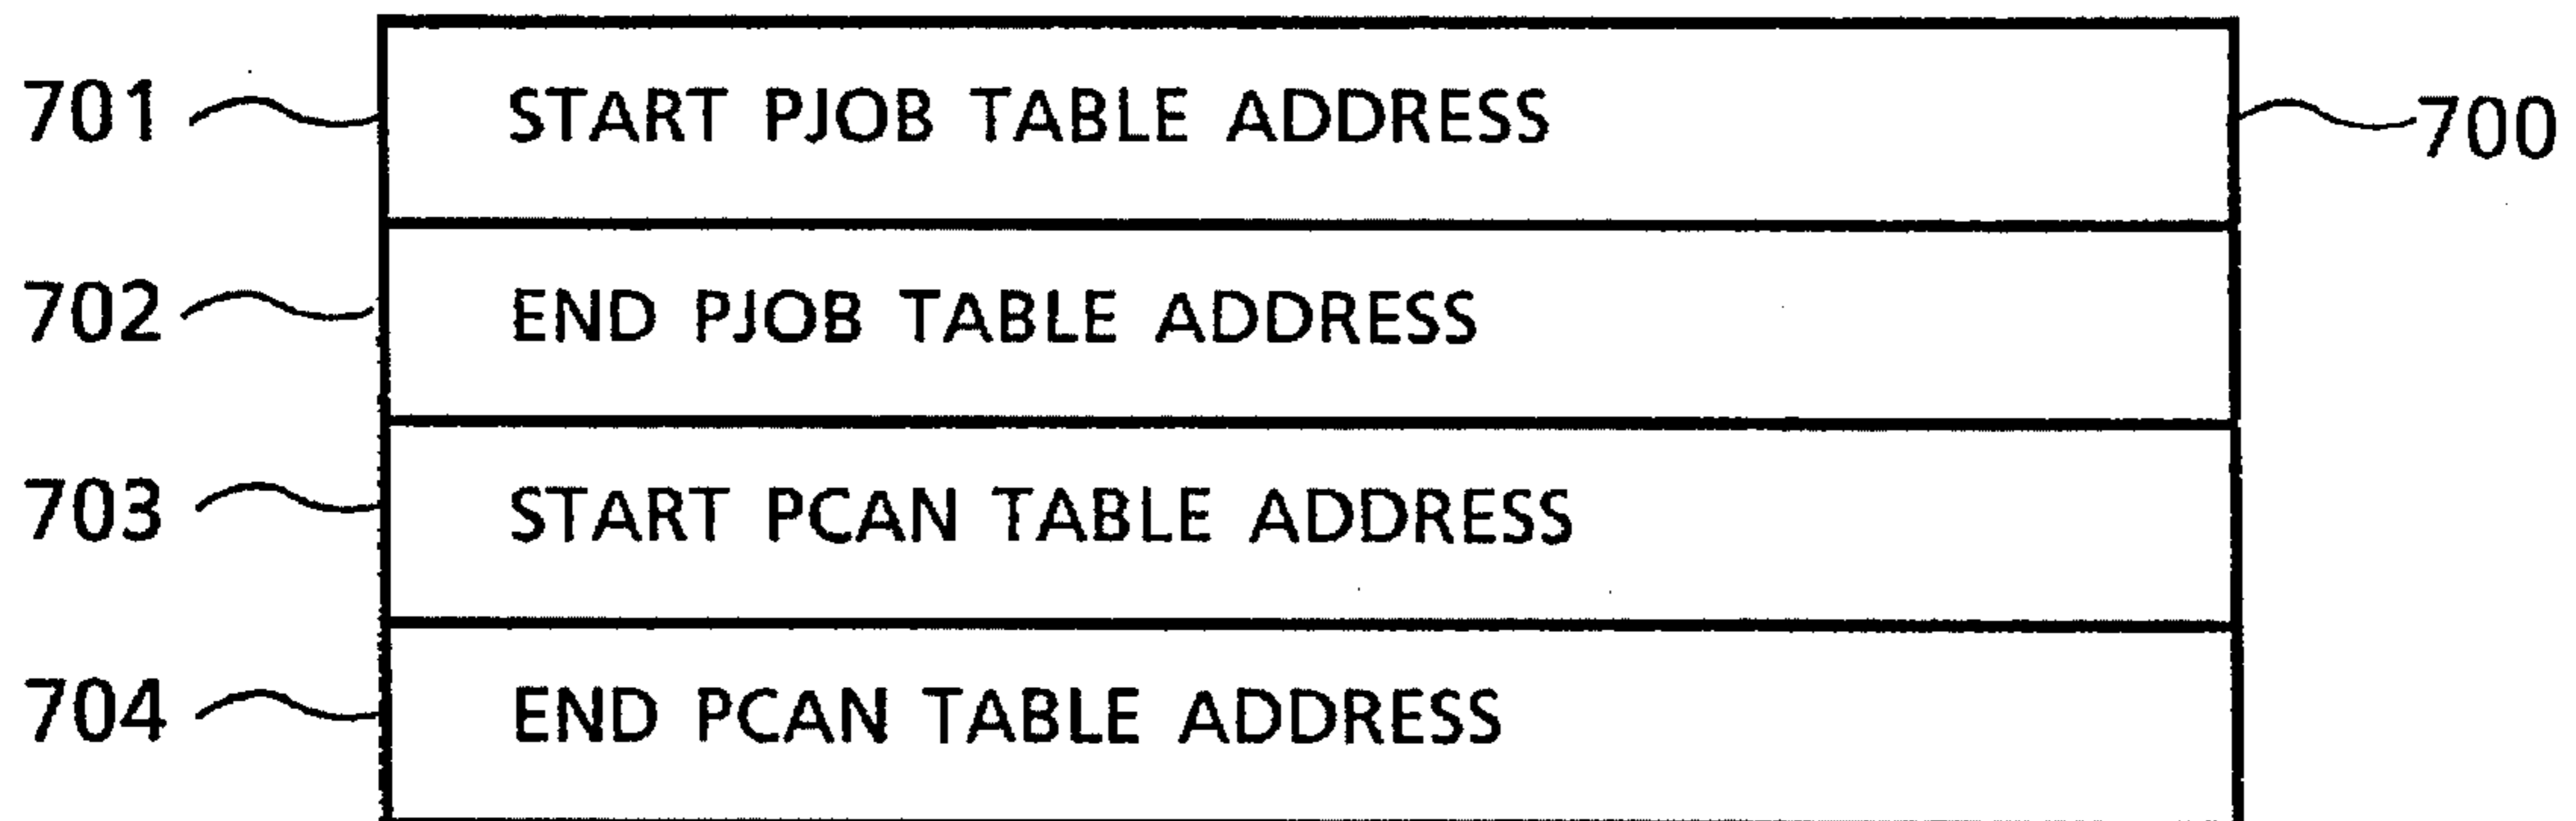 701 START PJOB TABLE ADDRESS 700
702 END PJOB TABLE ADDRESS
703 START PCAN TABLE ADDRESS
704 END PCAN TABLE ADDRESS